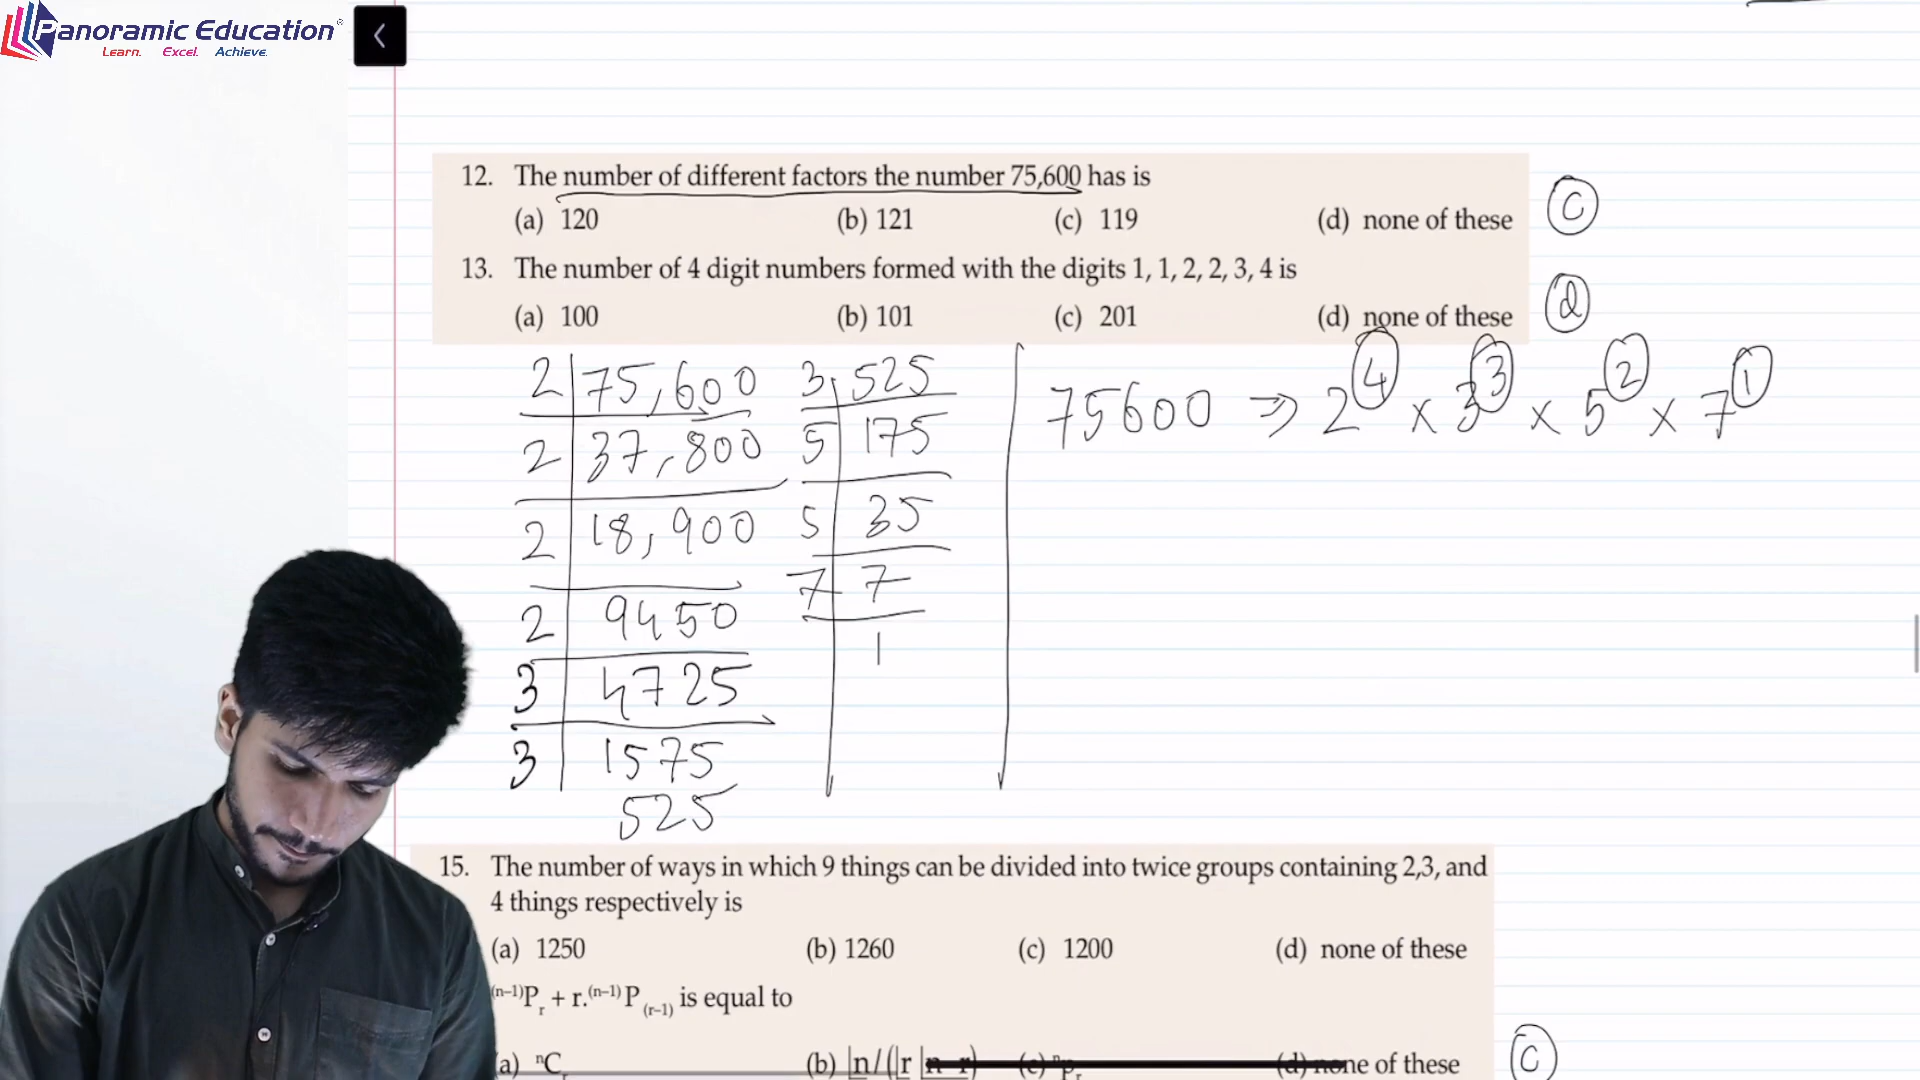 Panoramic Education®
Learn. Excel. Achieve.
12. The number of different factors the number 75,600 has is
(a) 120 (b) 121 (c) 119 (d) none of these
C
13. The number of 4 digit numbers formed with the digits 1, 1, 2, 2, 3, 4 is
(a) 100 (b) 101 (c) 201 (d) none of these
d
2 75,600
2 37,800
2 18,900
2 9450
3 4725
3 1575
525
3 525
5 175
5 35
7 7
1
75600 ⇒ 2^4 × 3^3 × 5^2 × 7^1
15. The number of ways in which 9 things can be divided into twice groups containing 2,3, and
4 things respectively is
(a) 1250 (b) 1260 (c) 1200 (d) none of these
(n–1)Pr + r.(n–1)P(r–1) is equal to
(a) nCr (b) |n/(|r |n–r) (c) nPr (d) none of these
C